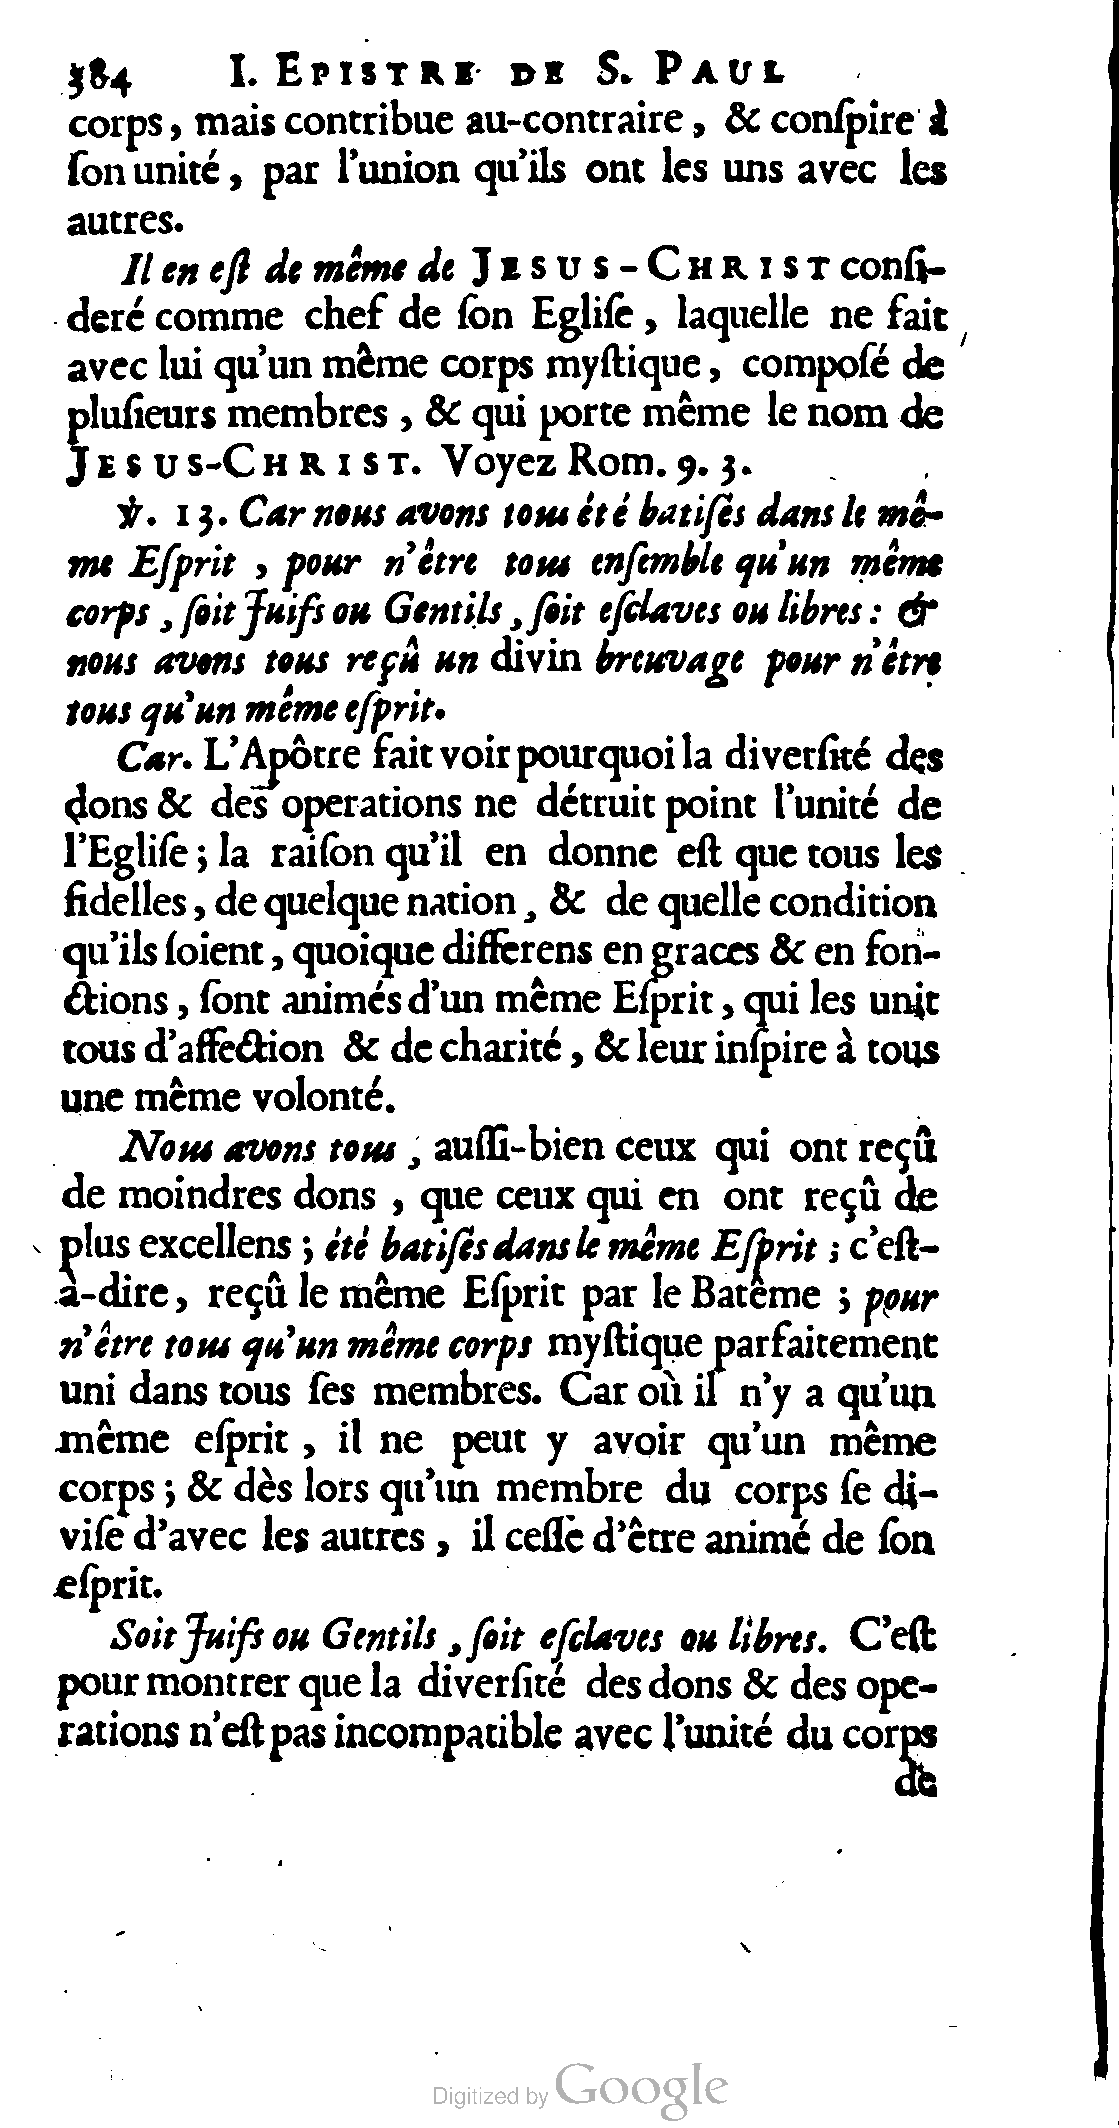 384 I. EPISTRE DE S. PAUL
corps, mais contribue au-contraire, & conſpire à
ſon unité, par l'union qu'ils ont les uns avec les
autres.
Il en eſt de même de JESUS-CHRIST conſi-
deré comme chef de ſon Egliſe, laquelle ne fait
avec lui qu'un même corps myſtique, compoſé de
pluſieurs membres, & qui porte même le nom de
JESUS-CHRIST. Voyez Rom. 9. 3.
℣. 13. Car nous avons tous été batiſés dans le mê-
me Eſprit, pour n'être tous enſemble qu'un même
corps, ſoit Juifs ou Gentils, ſoit eſclaves ou libres: &
nous avons tous reçû un divin breuvage pour n'être
tous qu'un même eſprit.
Car. L'Apôtre fait voir pourquoi la diverſité des
dons & des operations ne détruit point l'unité de
l'Egliſe; la raiſon qu'il en donne eſt que tous les
fidelles, de quelque nation, & de quelle condition
qu'ils ſoient, quoique differens en graces & en fon-
ctions, ſont animés d'un même Eſprit, qui les unit
tous d'affection & de charité, & leur inſpire à tous
une même volonté.
Nous avons tous, auſſi-bien ceux qui ont reçû
de moindres dons, que ceux qui en ont reçû de
plus excellens; été batiſés dans le même Eſprit; c'eſt-
à-dire, reçû le même Eſprit par le Batême; pour
n'être tous qu'un même corps myſtique parfaitement
uni dans tous ſes membres. Car où il n'y a qu'un
même eſprit, il ne peut y avoir qu'un même
corps; & dès lors qu'un membre du corps ſe di-
viſe d'avec les autres, il ceſſe d'être animé de ſon
eſprit.
Soit Juifs ou Gentils, ſoit eſclaves ou libres. C'eſt
pour montrer que la diverſité des dons & des ope-
rations n'eſt pas incompatible avec l'unité du corps
de
Digitized by Google